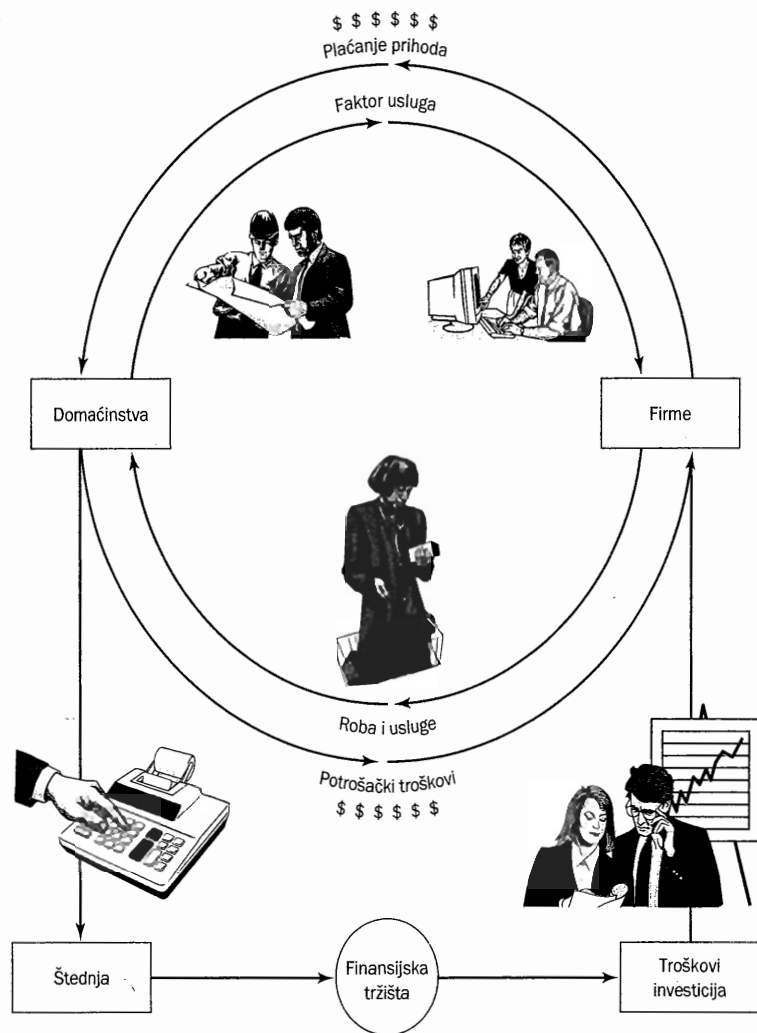 $ $ $ $ $ $
Plaćanje prihoda
Faktor usluga
Domaćinstva
Firme
Roba i usluge
Potrošački troškovi
$ $ $ $ $ $
Štednja
Finansijska
tržišta
Troškovi
investicija